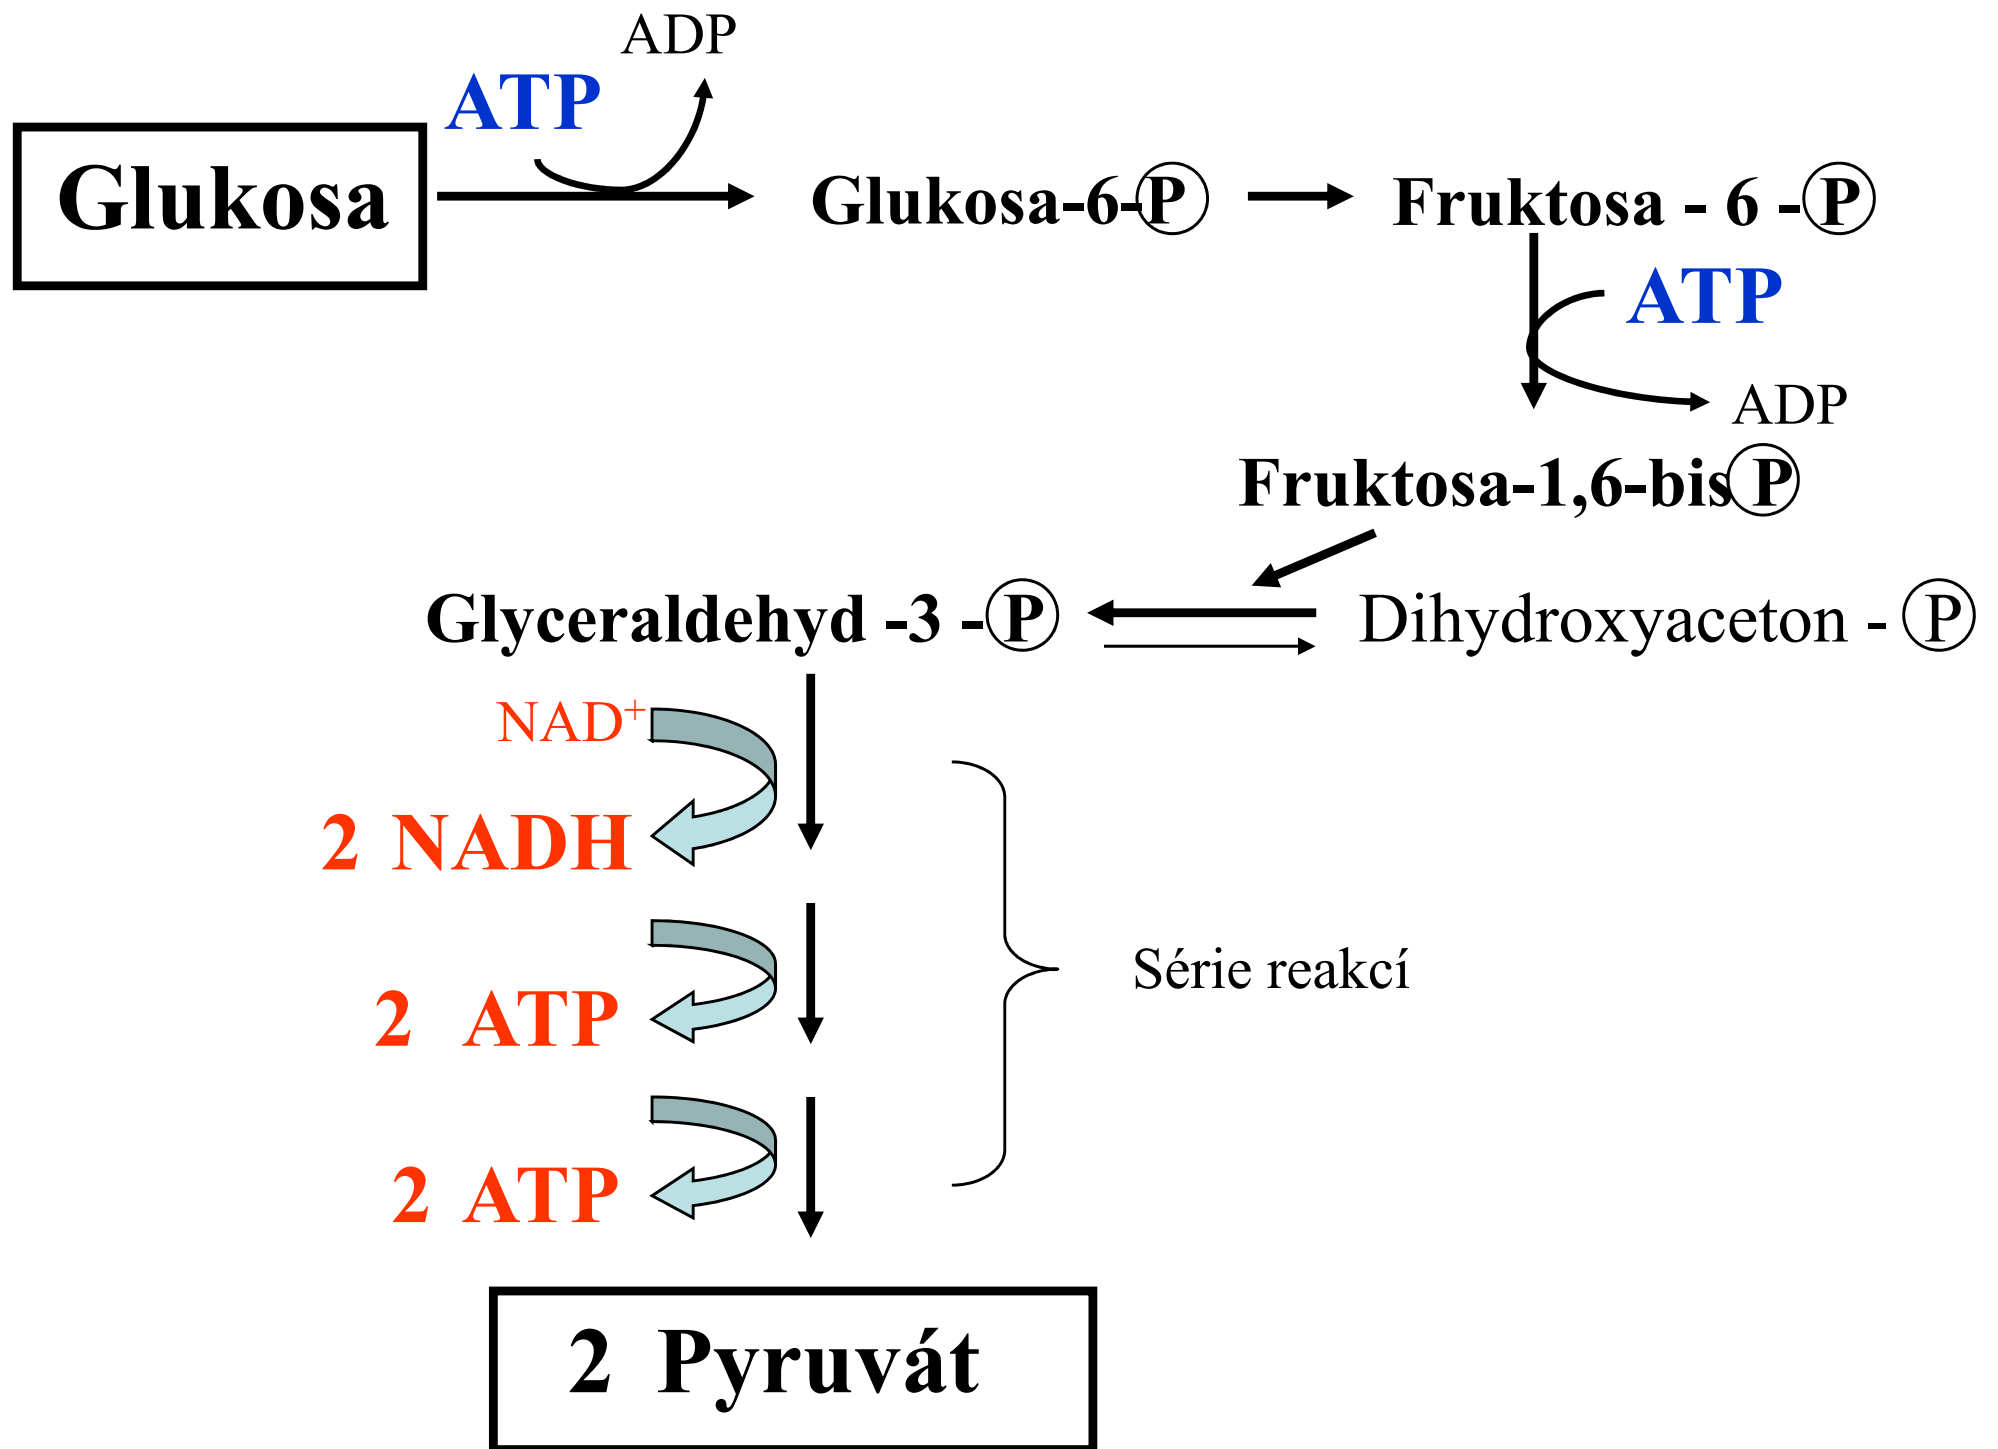 ADP
ATP
Glukosa
Glukosa-6-P
Fruktosa - 6 - P
ATP
ADP
Fruktosa-1,6-bis P
Glyceraldehyd -3 - P
Dihydroxyaceton - P
NAD⁺
2 NADH
2 ATP
Série reakcí
2 ATP
2 Pyruvát